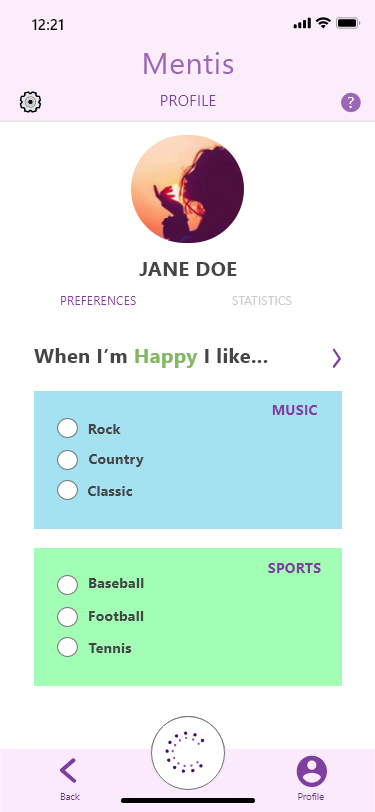 12:21
Mentis
PROFILE
?
JANE DOE
PREFERENCES STATISTICS
When I'm Happy I like...
MUSIC
Rock
Country
Classic
SPORTS
Baseball
Football
Tennis
Back Profile